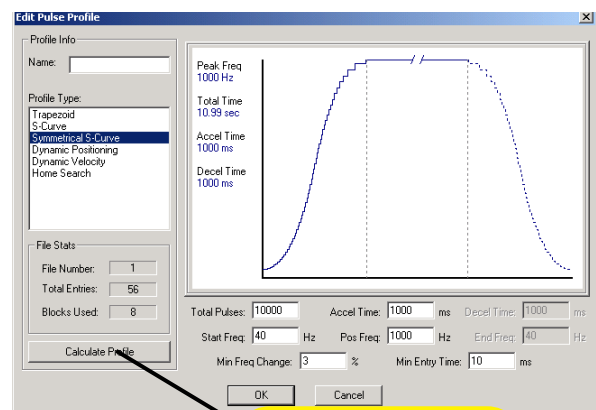 Edit Pulse Profile
Profile Info
Name:
Profile Type:
Trapezoid
S-Curve
Symmetrical S-Curve
Dynamic Positioning
Dynamic Velocity
Home Search
File Stats
File Number: 1
Total Entries: 56
Blocks Used: 8
Calculate Profile
Peak Freq
1000 Hz
Total Time
10.99 sec
Accel Time
1000 ms
Decel Time
1000 ms
Total Pulses: 10000 Accel Time: 1000 ms Decel Time: 1000 ms
Start Freq: 40 Hz Pos Freq: 1000 Hz End Freq: 40 Hz
Min Freq Change: 3 % Min Entry Time: 10 ms
OK Cancel